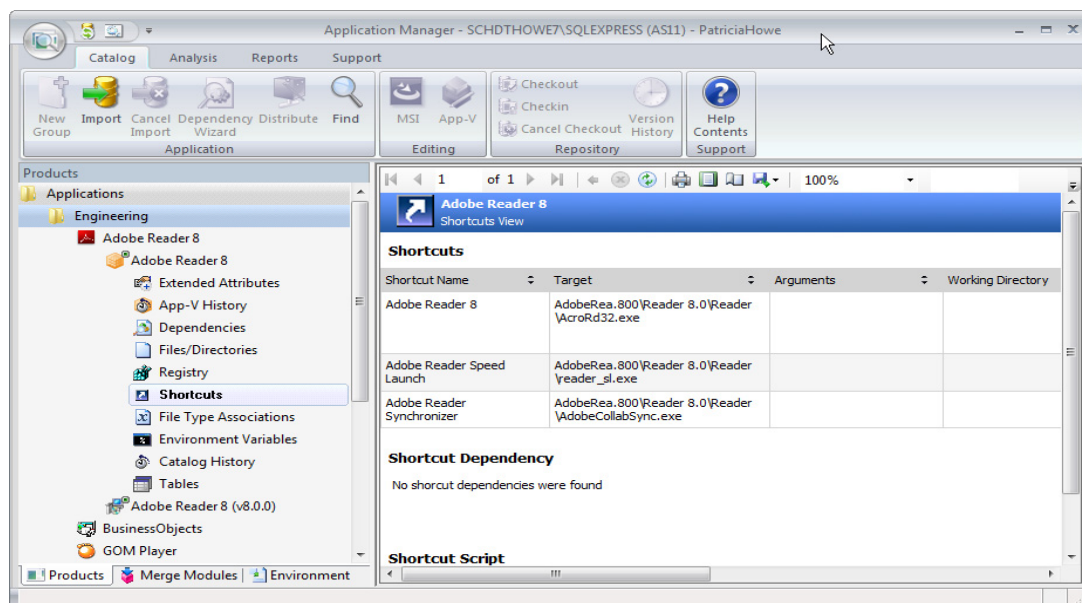 Application Manager - SCHDTHOWE7\SQLEXPRESS (AS11) - PatriciaHowe
Catalog Analysis Reports Support
New Group
Import
Cancel Import
Dependency Wizard
Distribute
Find
Application
MSI
App-V
Editing
Checkout
Checkin
Cancel Checkout
Version History
Repository
Help Contents
Support
Products
Applications
Engineering
Adobe Reader 8
Adobe Reader 8
Extended Attributes
App-V History
Dependencies
Files/Directories
Registry
Shortcuts
File Type Associations
Environment Variables
Catalog History
Tables
Adobe Reader 8 (v8.0.0)
BusinessObjects
GOM Player
Products Merge Modules Environment
1 of 1 100%
Adobe Reader 8
Shortcuts View
Shortcuts
Shortcut Name Target Arguments Working Directory
Adobe Reader 8 AdobeRea.800\Reader 8.0\Reader
\AcroRd32.exe
Adobe Reader Speed AdobeRea.800\Reader 8.0\Reader
Launch \reader_sl.exe
Adobe Reader AdobeRea.800\Reader 8.0\Reader
Synchronizer \AdobeCollabSync.exe
Shortcut Dependency
No shorcut dependencies were found
Shortcut Script